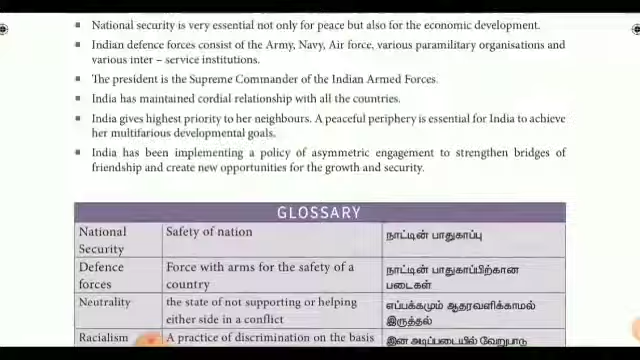 National security is very essential not only for peace but also for the economic development.
Indian defence forces consist of the Army, Navy, Air force, various paramilitary organisations and
various inter – service institutions.
The president is the Supreme Commander of the Indian Armed Forces.
India has maintained cordial relationship with all the countries.
India gives highest priority to her neighbours. A peaceful periphery is essential for India to achieve
her multifarious developmental goals.
India has been implementing a policy of asymmetric engagement to strengthen bridges of
friendship and create new opportunities for the growth and security.
GLOSSARY
National Safety of nation நாட்டின் பாதுகாப்பு
Security
Defence Force with arms for the safety of a நாட்டின் பாதுகாப்பிற்கான
forces country படைகள்
Neutrality the state of not supporting or helping எப்பக்கமும் ஆதரவளிக்காமல்
either side in a conflict இருத்தல்
Racialism A practice of discrimination on the basis இன அடிப்படையில் வேறுபாடு